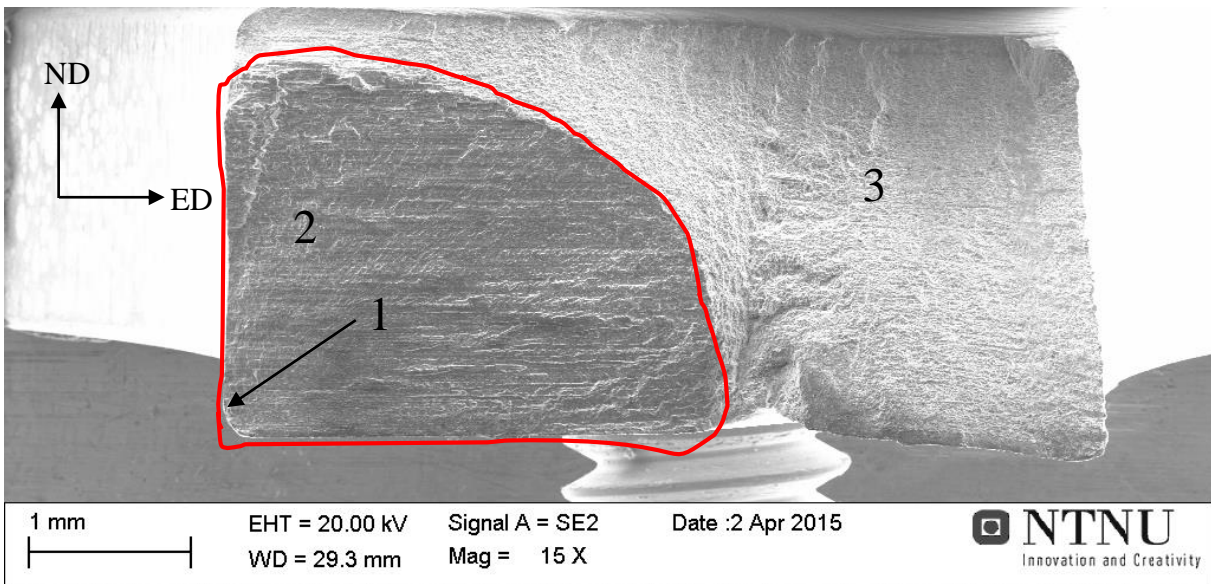 ND
ED
2
1
3
1 mm
EHT = 20.00 kV
WD = 29.3 mm
Signal A = SE2
Mag = 15 X
Date :2 Apr 2015
NTNU
Innovation and Creativity